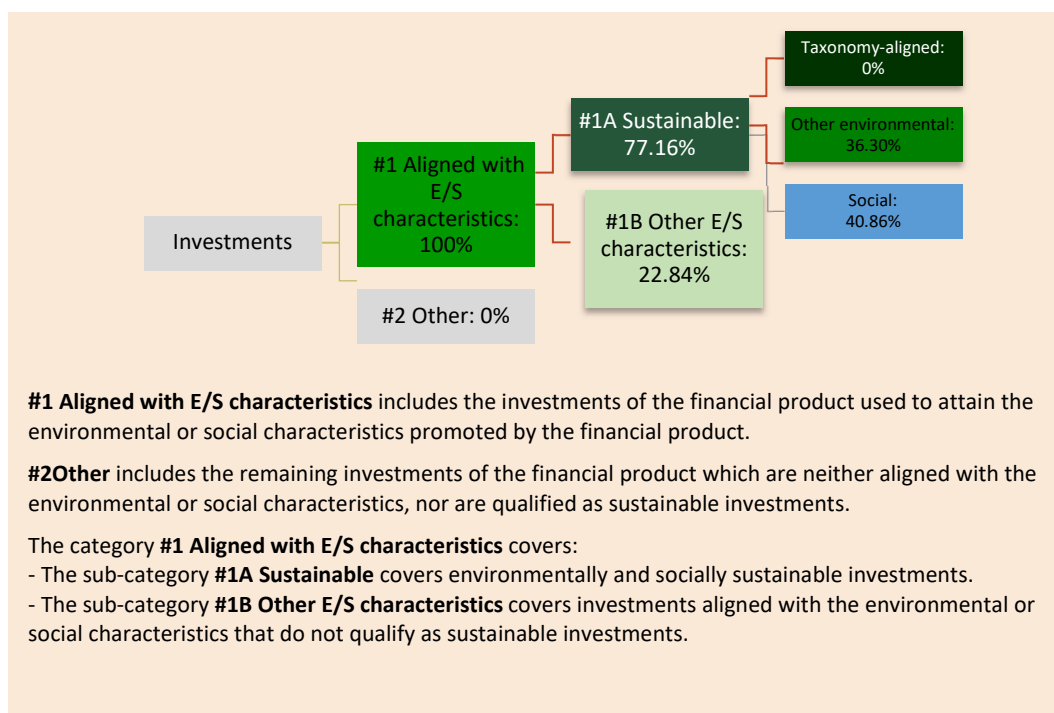 Taxonomy-aligned:
0%
#1A Sustainable:
77.16%
Other environmental:
36.30%
#1 Aligned with
E/S
characteristics:
100%
Social:
40.86%
#1B Other E/S
characteristics:
22.84%
Investments
#2 Other: 0%
#1 Aligned with E/S characteristics includes the investments of the financial product used to attain the
environmental or social characteristics promoted by the financial product.
#2Other includes the remaining investments of the financial product which are neither aligned with the
environmental or social characteristics, nor are qualified as sustainable investments.
The category #1 Aligned with E/S characteristics covers:
- The sub-category #1A Sustainable covers environmentally and socially sustainable investments.
- The sub-category #1B Other E/S characteristics covers investments aligned with the environmental or
social characteristics that do not qualify as sustainable investments.